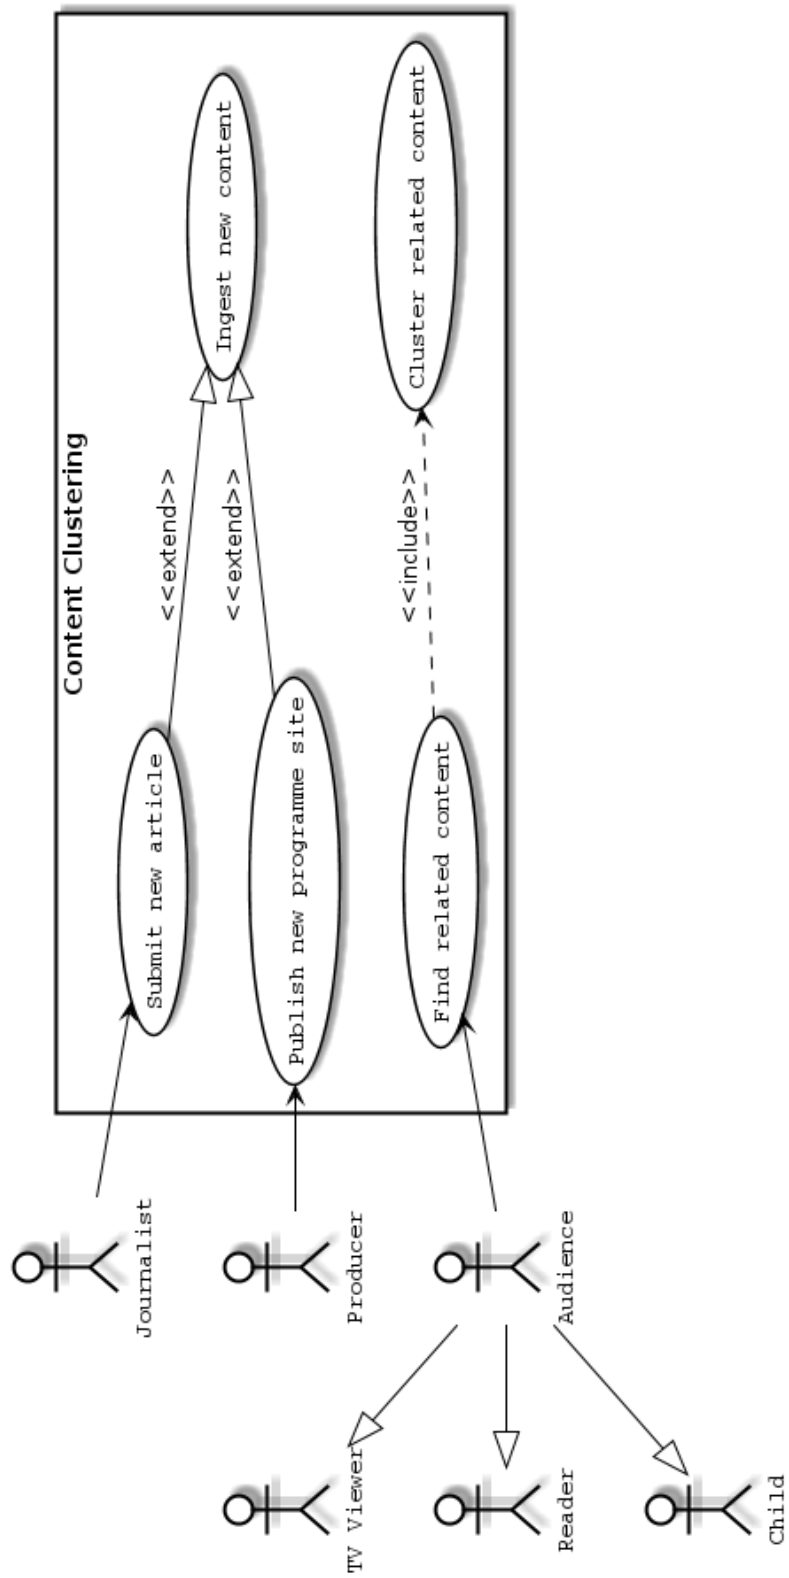 Content Clustering
Submit new article
<<extend>>
Ingest new content
Publish new programme site
<<extend>>
Find related content
<<include>>
Cluster related content
Journalist
Producer
Audience
TV Viewer
Reader
Child